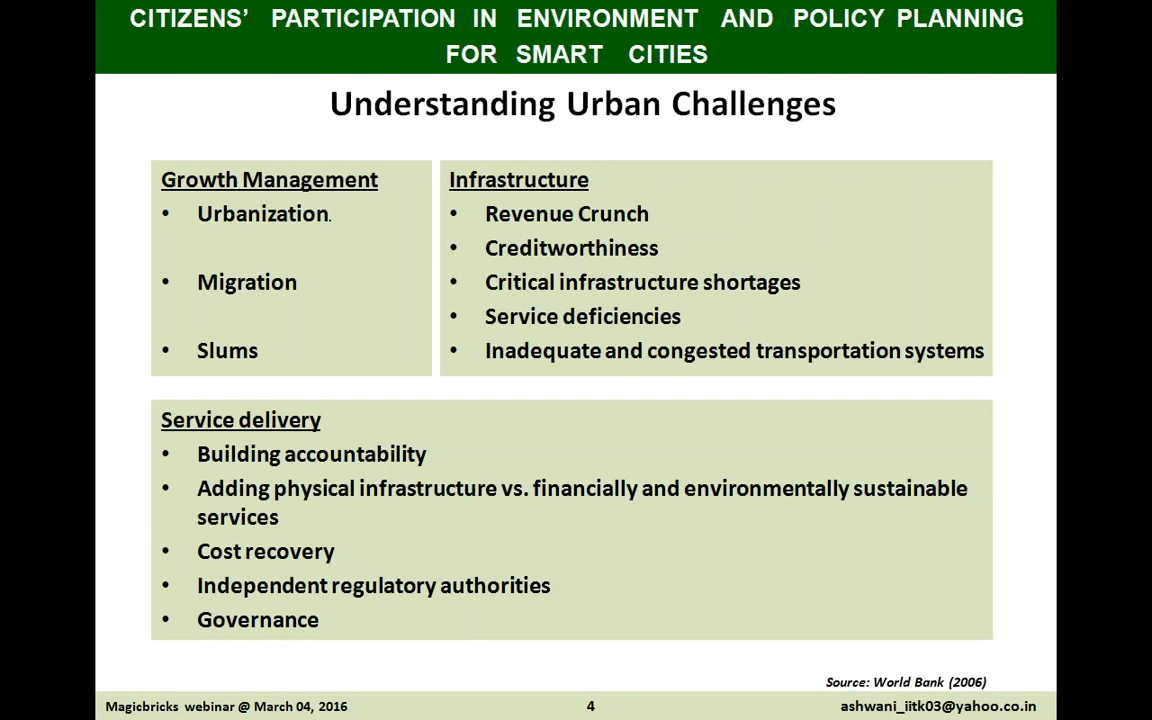 CITIZENS’ PARTICIPATION IN ENVIRONMENT AND POLICY PLANNING
FOR SMART CITIES
Understanding Urban Challenges
Growth Management
• Urbanization.
• Migration
• Slums
Infrastructure
• Revenue Crunch
• Creditworthiness
• Critical infrastructure shortages
• Service deficiencies
• Inadequate and congested transportation systems
Service delivery
• Building accountability
• Adding physical infrastructure vs. financially and environmentally sustainable
services
• Cost recovery
• Independent regulatory authorities
• Governance
Source: World Bank (2006)
Magicbricks webinar @ March 04, 2016
4
ashwani_iitk03@yahoo.co.in